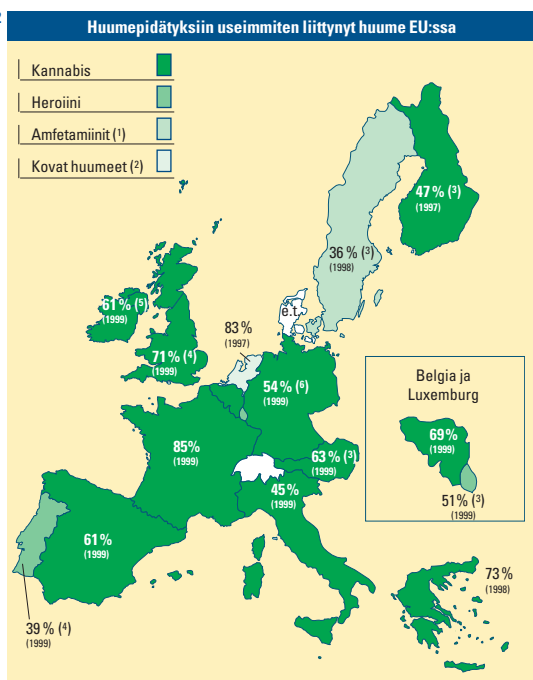 Huumepidätyksiin useimmiten liittynyt huume EU:ssa
Kannabis
Heroiini
Amfetamiinit (¹)
Kovat huumeet (²)
47 % (³)
(1997)
36 % (³)
(1998)
e.t.
61 % (⁵)
(1999)
83 %
(1997)
71 % (⁴)
(1999)
54 % (⁶)
(1999)
Belgia ja
Luxemburg
69%
(1999)
51% (³)
(1999)
85%
(1999)
63 % (³)
(1999)
45 %
(1999)
61 %
(1999)
73 %
(1998)
39 % (⁴)
(1999)